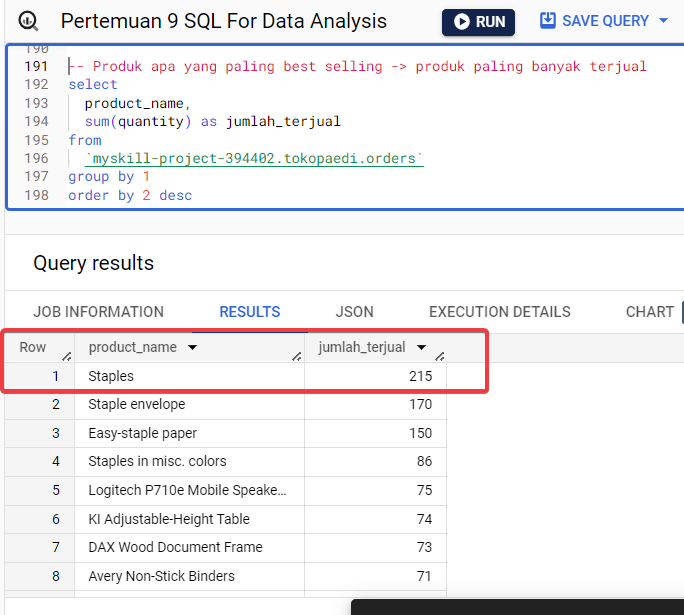 Pertemuan 9 SQL For Data Analysis RUN SAVE QUERY
190
191 -- Produk apa yang paling best selling -> produk paling banyak terjual
192 select
193 product_name,
194 sum(quantity) as jumlah_terjual
195 from
196 `myskill-project-394402.tokopaedi.orders`
197 group by 1
198 order by 2 desc
Query results
JOB INFORMATION RESULTS JSON EXECUTION DETAILS CHART
Row product_name jumlah_terjual
1 Staples 215
2 Staple envelope 170
3 Easy-staple paper 150
4 Staples in misc. colors 86
5 Logitech P710e Mobile Speake... 75
6 KI Adjustable-Height Table 74
7 DAX Wood Document Frame 73
8 Avery Non-Stick Binders 71